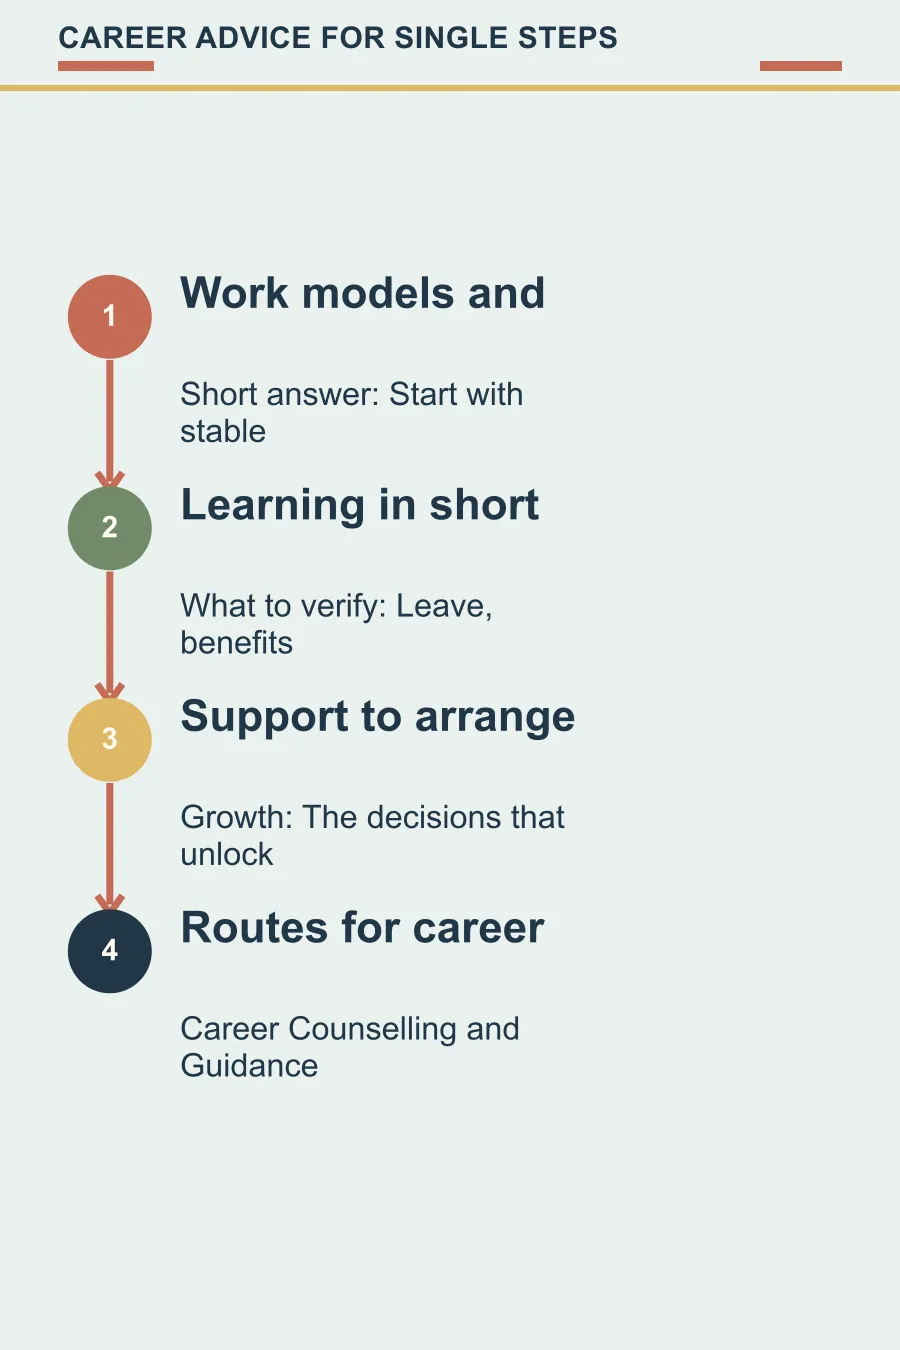 CAREER ADVICE FOR SINGLE STEPS
1
Work models and
Short answer: Start with
stable
2
Learning in short
What to verify: Leave,
benefits
3
Support to arrange
Growth: The decisions that
unlock
4
Routes for career
Career Counselling and
Guidance